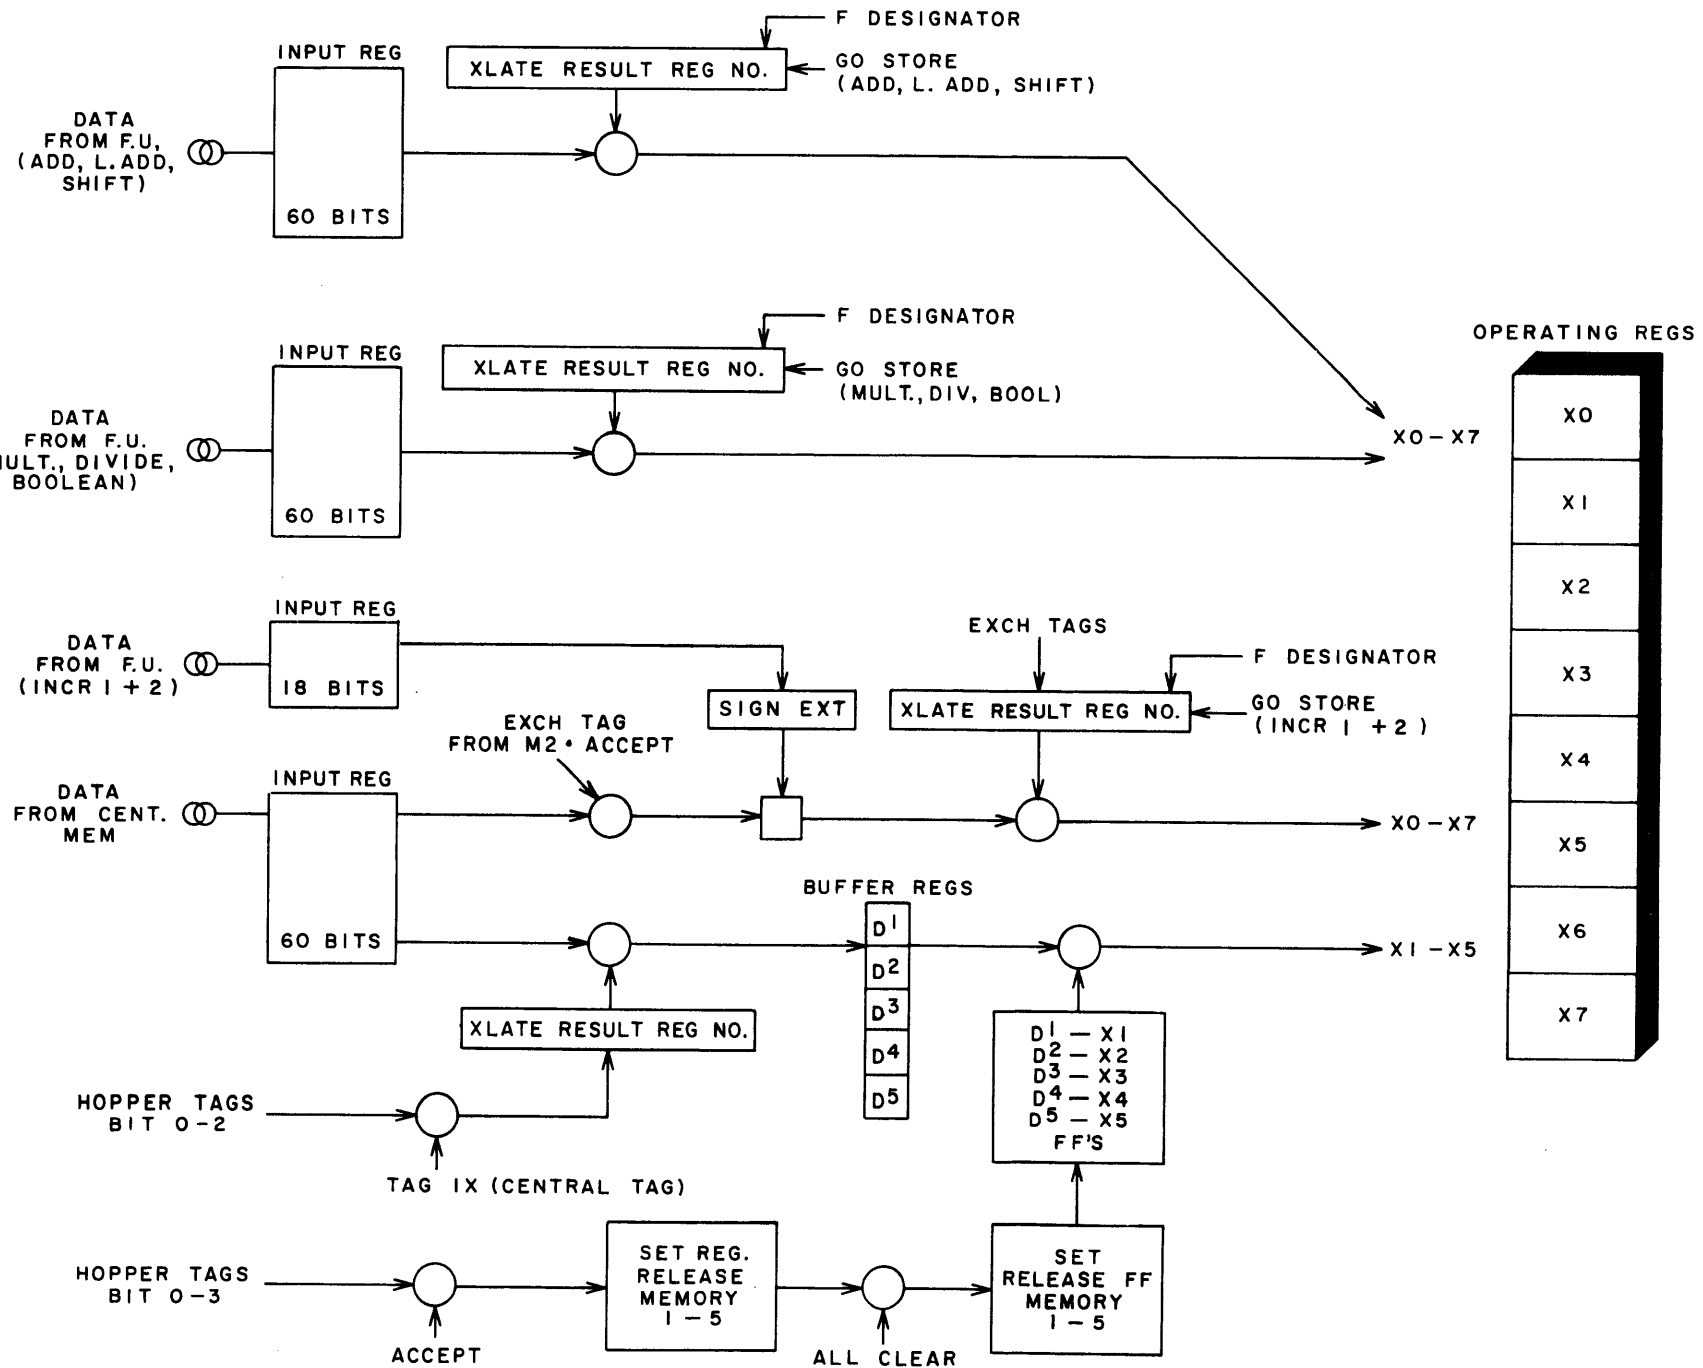 F DESIGNATOR
INPUT REG
XLATE RESULT REG NO.
GO STORE
(ADD, L. ADD, SHIFT)
DATA
FROM F.U,
(ADD, L.ADD,
SHIFT)
60 BITS
F DESIGNATOR
INPUT REG
XLATE RESULT REG NO.
GO STORE
(MULT., DIV, BOOL)
DATA
FROM F.U.
MULT., DIVIDE,
BOOLEAN)
60 BITS
X0-X7
OPERATING REGS
X0
X1
X2
X3
X4
X5
X6
X7
INPUT REG
DATA
FROM F.U.
(INCR 1 + 2)
18 BITS
SIGN EXT
EXCH TAGS
F DESIGNATOR
XLATE RESULT REG NO.
GO STORE
(INCR 1 + 2)
EXCH TAG
FROM M2 • ACCEPT
INPUT REG
DATA
FROM CENT.
MEM
60 BITS
X0-X7
BUFFER REGS
D1
D2
D3
D4
D5
X1-X5
XLATE RESULT REG NO.
D1 — X1
D2 — X2
D3 — X3
D4 — X4
D5 — X5
FF'S
HOPPER TAGS
BIT 0-2
TAG 1X (CENTRAL TAG)
HOPPER TAGS
BIT 0-3
ACCEPT
SET REG.
RELEASE
MEMORY
1-5
ALL CLEAR
SET
RELEASE FF
MEMORY
1-5